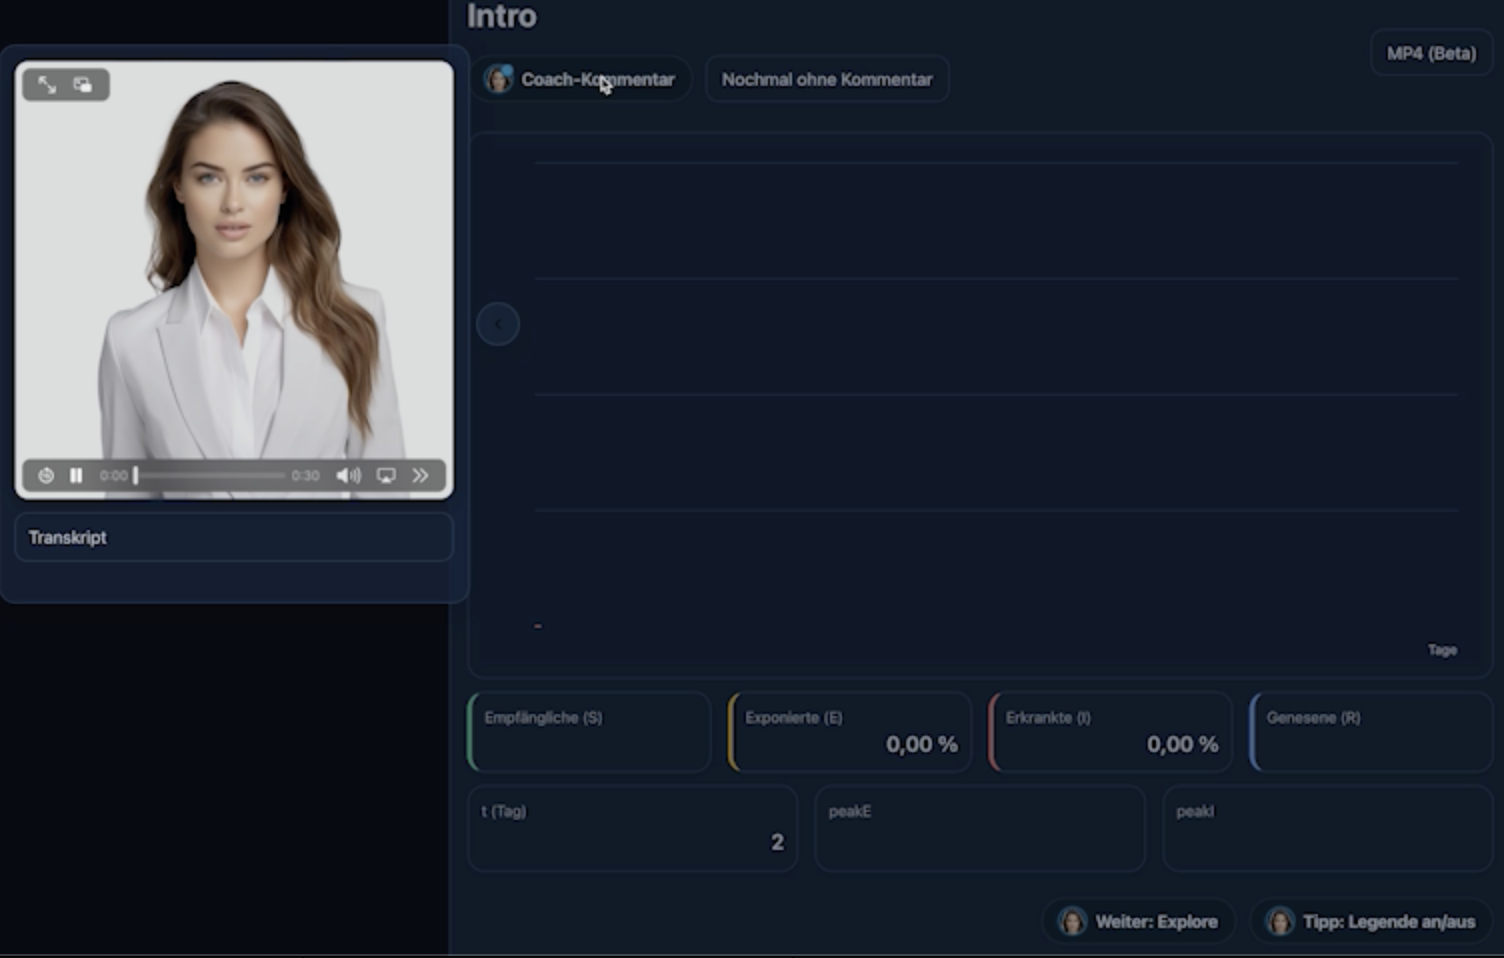 Intro
MP4 (Beta)
Coach-Kommentar
Nochmal ohne Kommentar
0:00
0:30
Transkript
Tage
Empfängliche (S)
Exponierte (E)
0,00 %
Erkrankte (I)
0,00 %
Genesene (R)
t (Tag)
2
peakE
peakI
Weiter: Explore
Tipp: Legende an/aus